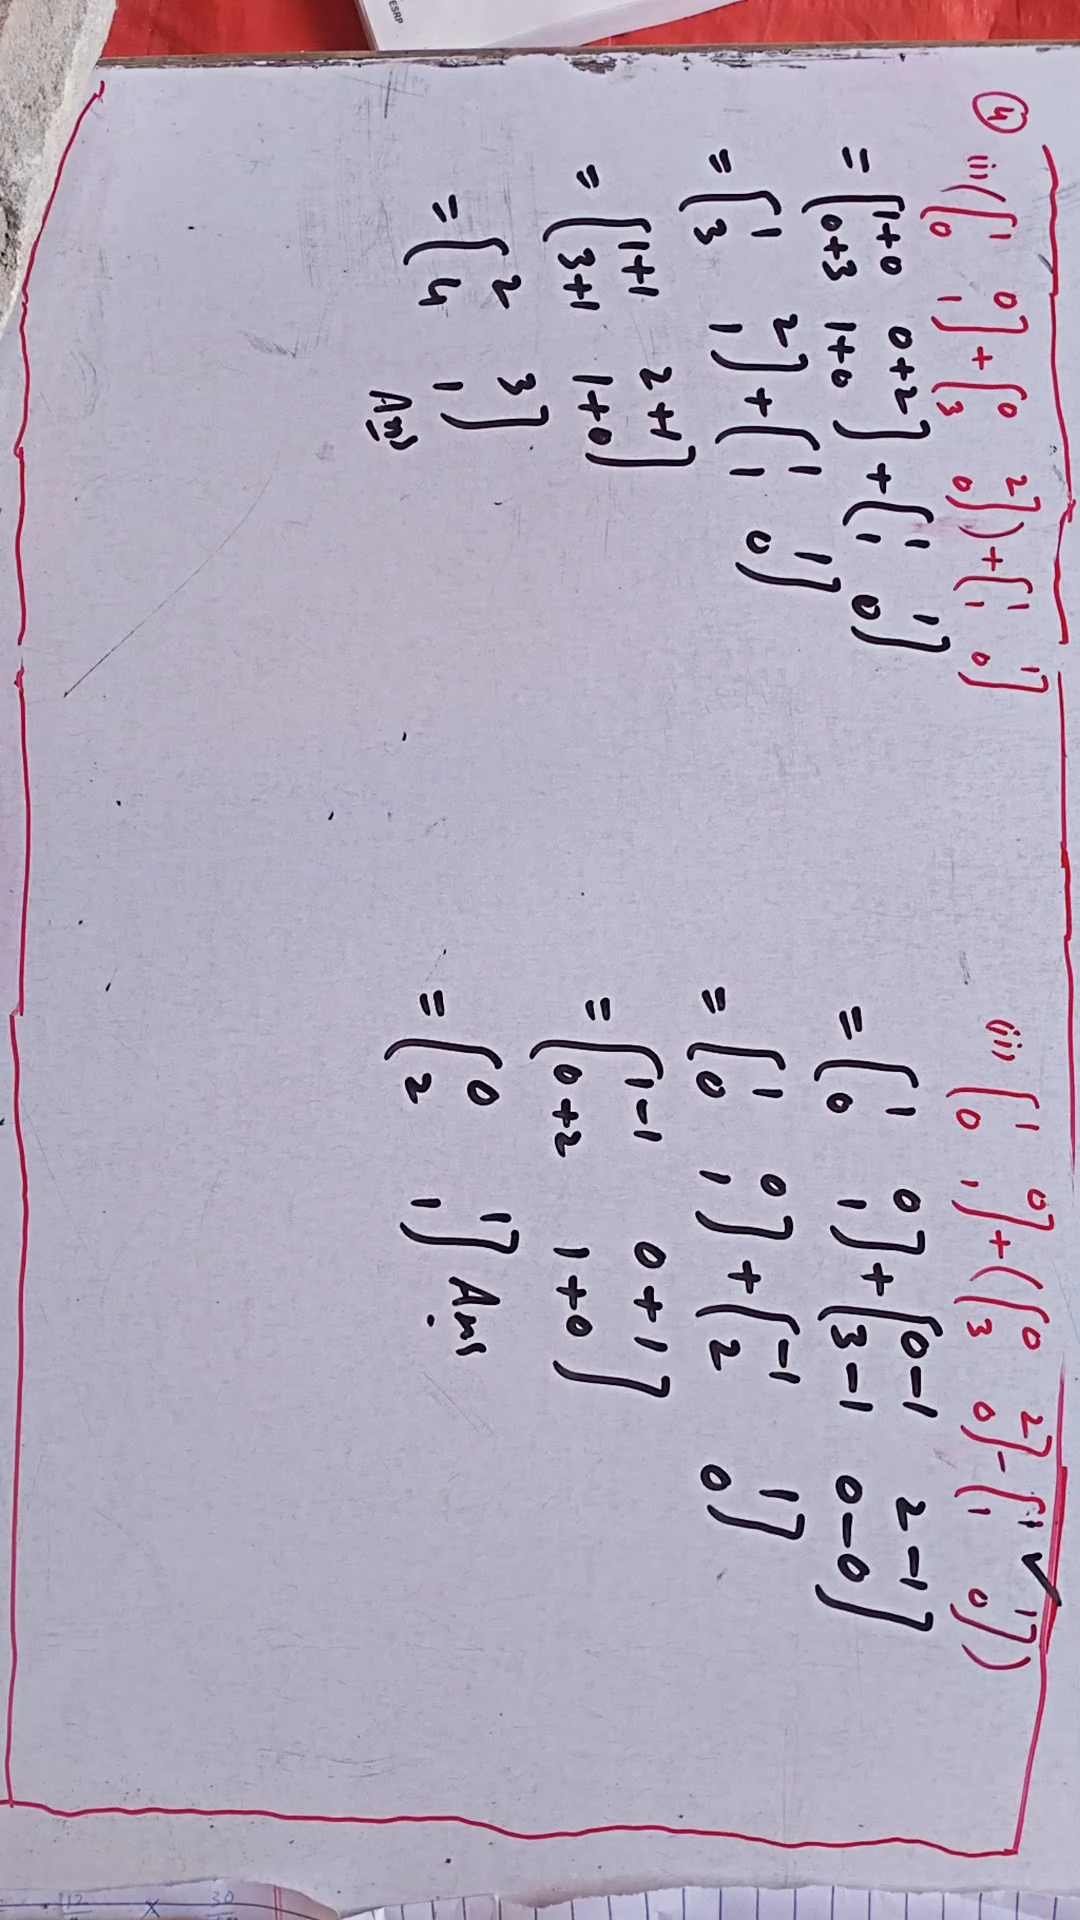 ④ ii) ([1 0
0 1] + [0 2
3 0]) + [1 1
1 0]
= [1+0 0+2
0+3 1+0] + [1 1
1 0]
= [1 2
3 1] + [1 1
1 0]
= [1+1 2+1
3+1 1+0]
= [2 3
4 1]
Ans
(ii) [1 0
0 1] + ([0 2
3 0] - [1 1
1 0])
= [1 0
0 1] + [0-1 2-1
3-1 0-0]
= [1 0
0 1] + [-1 1
2 0]
= [1-1 0+1
0+2 1+0]
= [0 1
2 1] Ans
ESRP